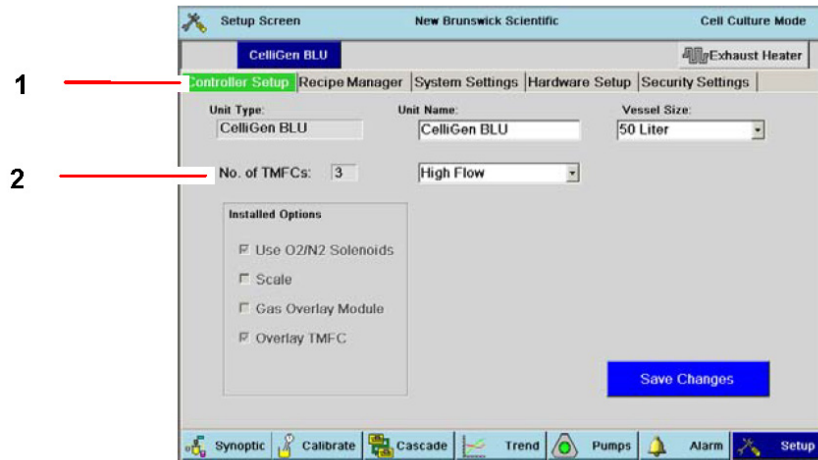 Setup Screen New Brunswick Scientific Cell Culture Mode
CelliGen BLU Exhaust Heater
1 Controller Setup Recipe Manager System Settings Hardware Setup Security Settings
Unit Type: Unit Name: Vessel Size:
CelliGen BLU CelliGen BLU 50 Liter
2 No. of TMFCs: 3 High Flow
Installed Options
Use O2/N2 Solenoids
Scale
Gas Overlay Module
Overlay TMFC
Save Changes
Synoptic Calibrate Cascade Trend Pumps Alarm Setup